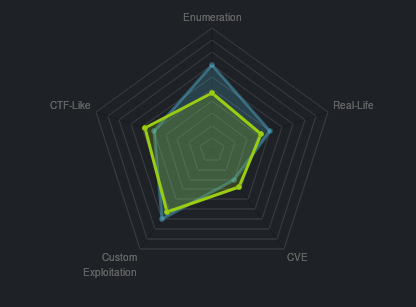 Enumeration
CTF-Like
Real-Life
Custom
Exploitation
CVE